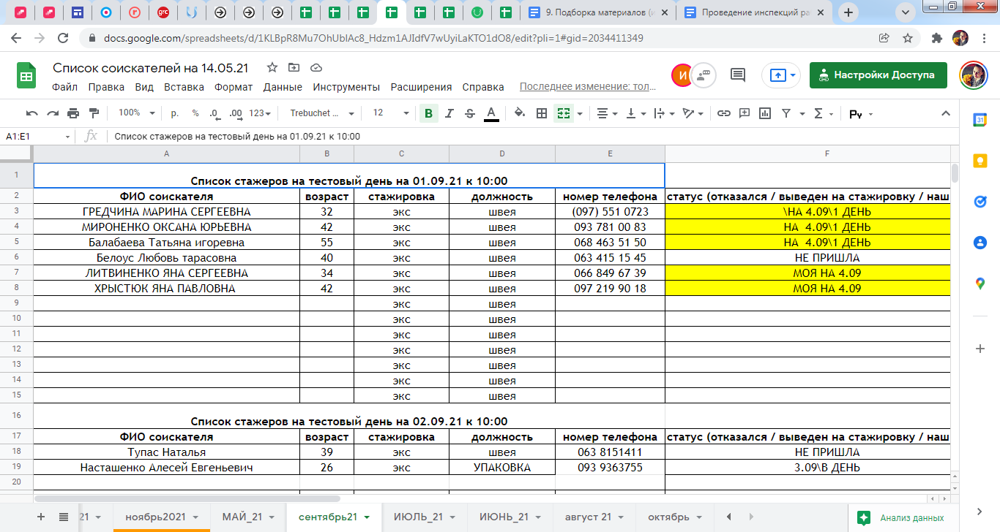 9. Подборка материалов (и
Проведение инспекций ра
docs.google.com/spreadsheets/d/1KLBpR8Mu7OhUblAc8_Hdzm1AJIdfV7wUyiLaKTO1dO8/edit?pli=1#gid=2034411349
Список соискателей на 14.05.21
Файл Правка Вид Вставка Формат Данные Инструменты Расширения Справка Последнее изменение: тол...
И
Настройки Доступа
100% р. % .0 .00 123 Trebuchet ... 12 B I S A Σ Py
A1:E1 fx Список стажеров на тестовый день на 01.09.21 к 10:00
A B C D E F
1 Список стажеров на тестовый день на 01.09.21 к 10:00
2 ФИО соискателя возраст стажировка должность номер телефона статус (отказался / выведен на стажировку / наш
3 ГРЕДЧИНА МАРИНА СЕРГЕЕВНА 32 экс швея (097) 551 0723 \НА 4.09\1 ДЕНЬ
4 МИРОНЕНКО ОКСАНА ЮРЬЕВНА 42 экс швея 093 781 00 83 НА 4.09\1 ДЕНЬ
5 Балабаева Татьяна игоревна 55 экс швея 068 463 51 50 НА 4.09\1 ДЕНЬ
6 Белоус Любовь тарасовна 40 экс швея 063 415 15 45 НЕ ПРИШЛА
7 ЛИТВИНЕНКО ЯНА СЕРГЕЕВНА 34 экс швея 066 849 67 39 МОЯ НА 4.09
8 ХРЫСТЮК ЯНА ПАВЛОВНА 42 экс швея 097 219 90 18 МОЯ НА 4.09
9 экс швея
10 экс швея
11 экс швея
12 экс швея
13 экс швея
14 экс швея
15 экс швея
16 Список стажеров на тестовый день на 02.09.21 к 10:00
17 ФИО соискателя возраст стажировка должность номер телефона статус (отказался / выведен на стажировку / наш
18 Тупас Наталья 39 экс швея 063 8151411 НЕ ПРИШЛА
19 Насташенко Алесей Евгеньевич 26 экс УПАКОВКА 093 9363755 3.09\В ДЕНЬ
20
21 ноябрь2021 МАЙ_21 сентябрь21 ИЮЛЬ_21 ИЮНЬ_21 август 21 октябрь Анализ данных
31